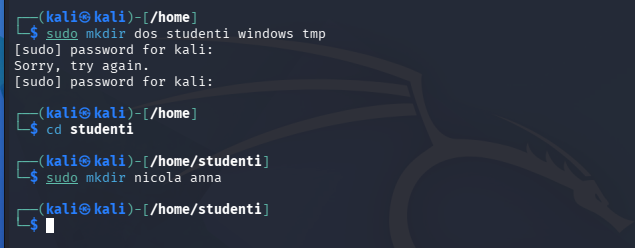 ┌──(kali㉿kali)-[/home]
└─$ sudo mkdir dos studenti windows tmp
[sudo] password for kali:
Sorry, try again.
[sudo] password for kali:
┌──(kali㉿kali)-[/home]
└─$ cd studenti
┌──(kali㉿kali)-[/home/studenti]
└─$ sudo mkdir nicola anna
┌──(kali㉿kali)-[/home/studenti]
└─$